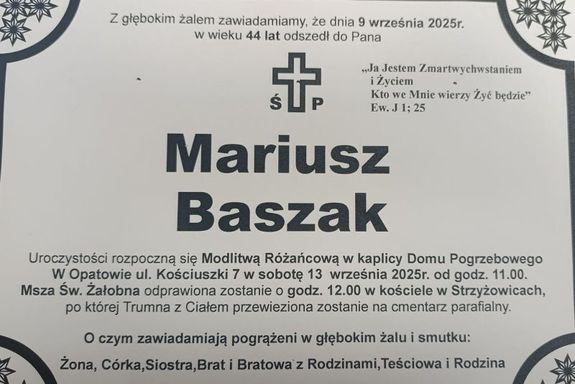 Z głębokim żalem zawiadamiamy, że dnia 9 września 2025r.
w wieku 44 lat odszedł do Pana
„Ja Jestem Zmartwychwstaniem
i Życiem
Kto we Mnie wierzy Żyć będzie”
Ew. J 1; 25
Ś P
Mariusz
Baszak
Uroczystości rozpoczną się Modlitwą Różańcową w kaplicy Domu Pogrzebowego
W Opatowie ul. Kościuszki 7 w sobotę 13 września 2025r. od godz. 11.00.
Msza Św. Żałobna odprawiona zostanie o godz. 12.00 w kościele w Strzyżowicach,
po której Trumna z Ciałem przewieziona zostanie na cmentarz parafialny.
O czym zawiadamiają pogrążeni w głębokim żalu i smutku:
Żona, Córka,Siostra,Brat i Bratowa z Rodzinami,Teściowa i Rodzina